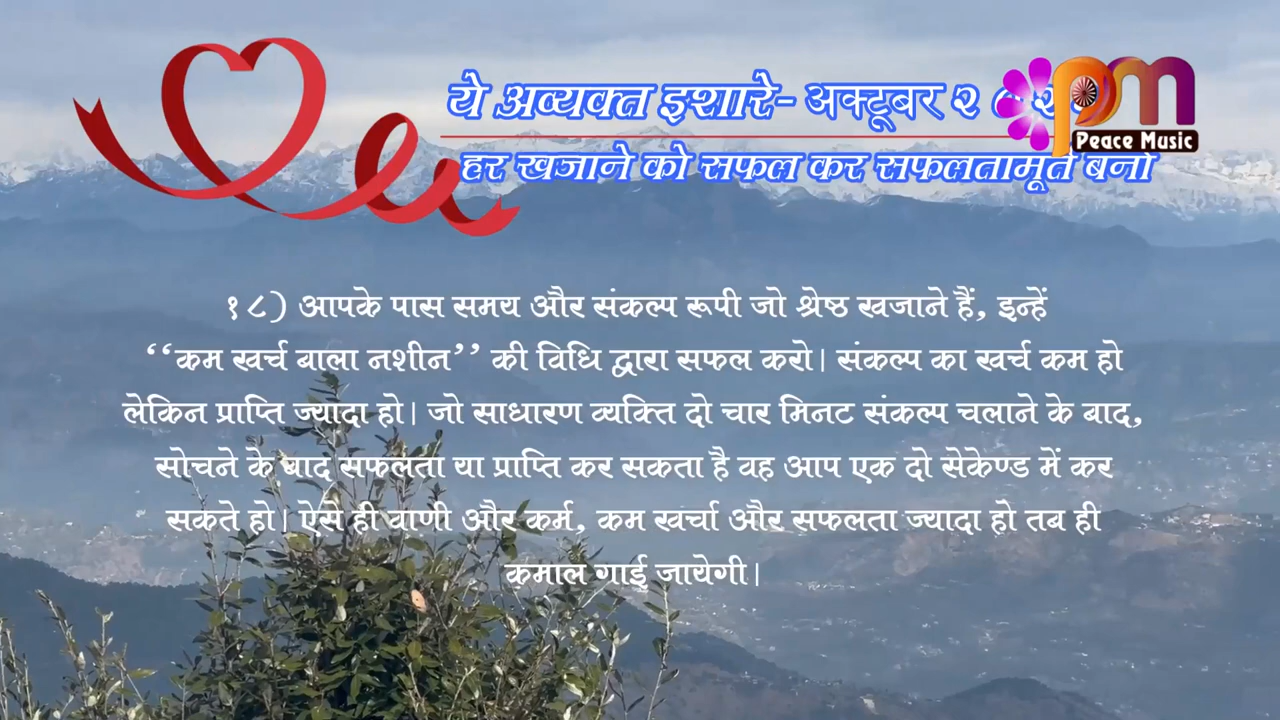 ये अव्यक्त इशारे- अक्टूबर २
pm
Peace Music
हर खजाने को सफल कर सफलतामूर्त बनो
१८) आपके पास समय और संकल्प रूपी जो श्रेष्ठ खजाने हैं, इन्हें
‘‘कम खर्च बाला नशीन’’ की विधि द्वारा सफल करो। संकल्प का खर्च कम हो
लेकिन प्राप्ति ज्यादा हो। जो साधारण व्यक्ति दो चार मिनट संकल्प चलाने के बाद,
सोचने के बाद सफलता या प्राप्ति कर सकता है वह आप एक दो सेकेण्ड में कर
सकते हो। ऐसे ही वाणी और कर्म, कम खर्चा और सफलता ज्यादा हो तब ही
कमाल गाई जायेगी।